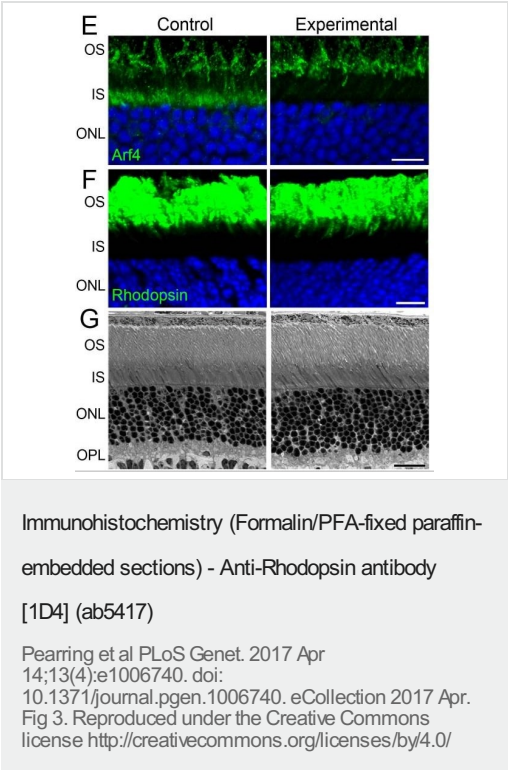 Control Experimental
E
OS
IS
ONL
Arf4
F
OS
IS
ONL
Rhodopsin
G
OS
IS
ONL
OPL
Immunohistochemistry (Formalin/PFA-fixed paraffin-
embedded sections) - Anti-Rhodopsin antibody
[1D4] (ab5417)
Pearring et al PLoS Genet. 2017 Apr
14;13(4):e1006740. doi:
10.1371/journal.pgen.1006740. eCollection 2017 Apr.
Fig 3. Reproduced under the Creative Commons
license http://creativecommons.org/licenses/by/4.0/